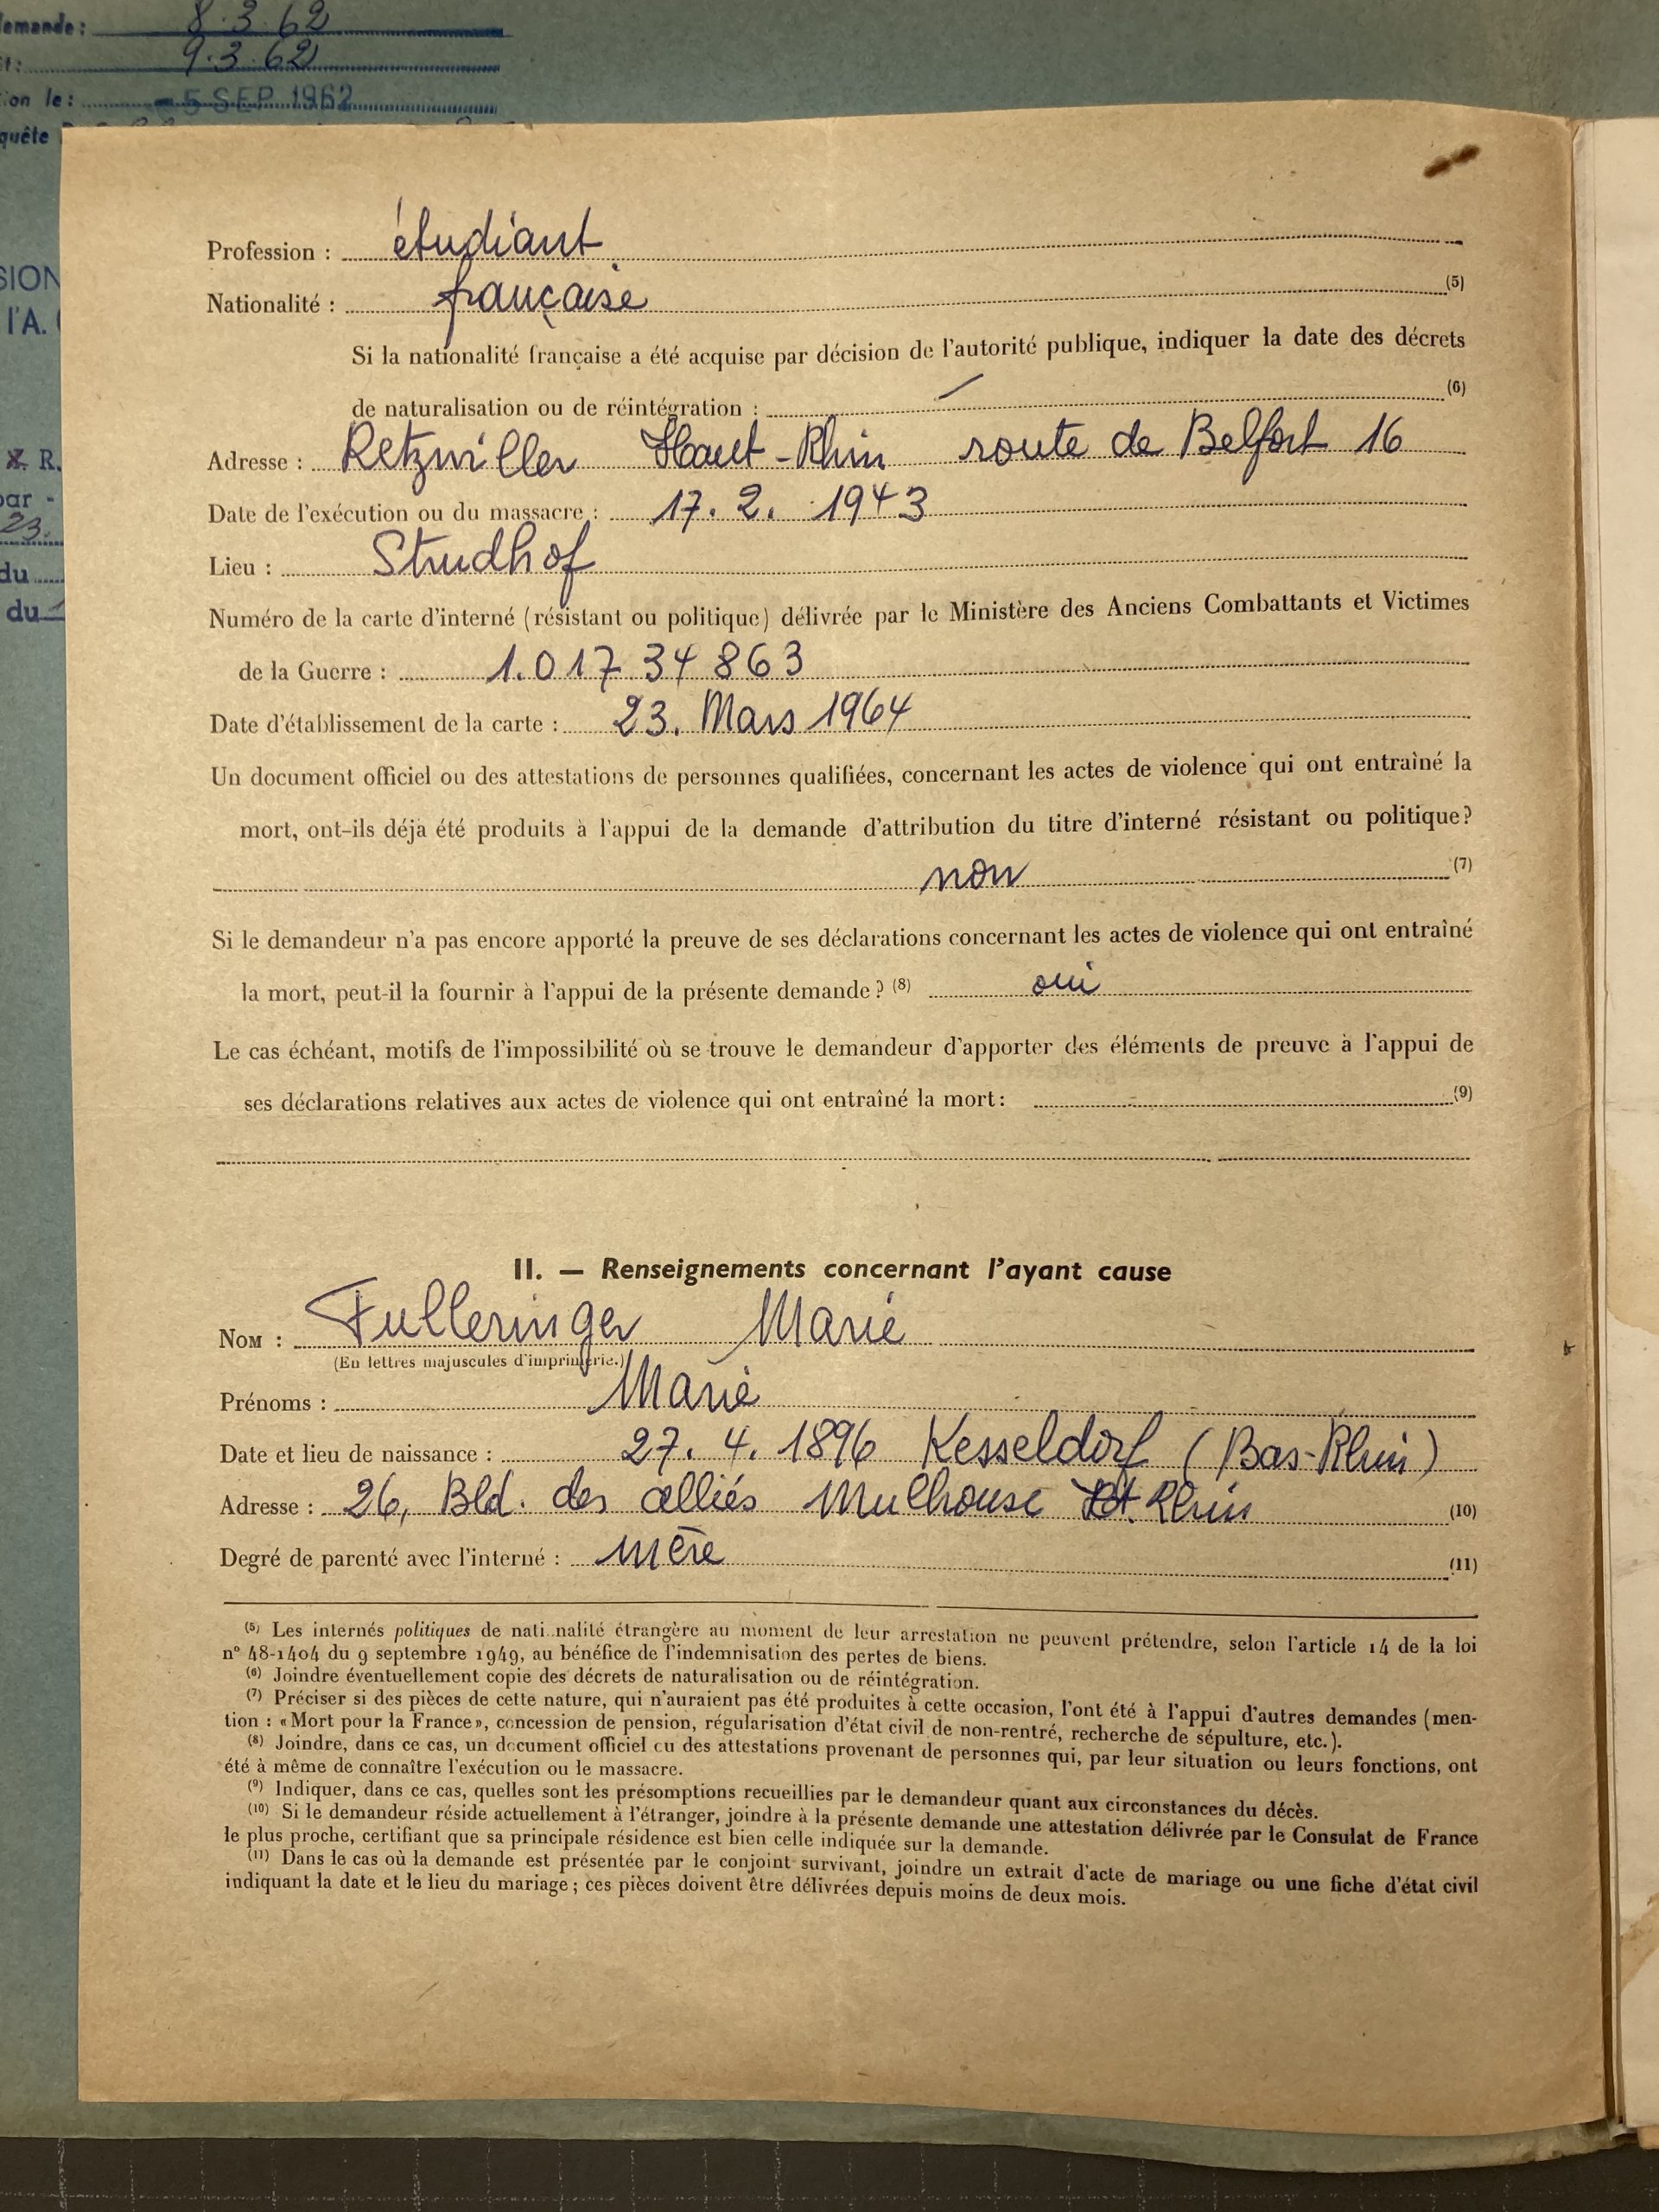 demande : 8.3.62
9.3.62
ion le : - 5 SEP 1962
quête
SION
l'A.
R.
par -
23.
du
du
Profession : étudiant
Nationalité : française (5)
Si la nationalité française a été acquise par décision de l'autorité publique, indiquer la date des décrets
de naturalisation ou de réintégration : — (6)
Adresse : Retzwiller Haut-Rhin route de Belfort 16
Date de l'exécution ou du massacre : 17. 2. 1943
Lieu : Strudhof
Numéro de la carte d'interné (résistant ou politique) délivrée par le Ministère des Anciens Combattants et Victimes
de la Guerre : 1.017 34 863
Date d'établissement de la carte : 23. Mars 1964
Un document officiel ou des attestations de personnes qualifiées, concernant les actes de violence qui ont entraîné la
mort, ont-ils déjà été produits à l'appui de la demande d'attribution du titre d'interné résistant ou politique?
non (7)
Si le demandeur n'a pas encore apporté la preuve de ses déclarations concernant les actes de violence qui ont entraîné
la mort, peut-il la fournir à l'appui de la présente demande? (8) oui
Le cas échéant, motifs de l'impossibilité où se trouve le demandeur d'apporter des éléments de preuve à l'appui de
ses déclarations relatives aux actes de violence qui ont entraîné la mort: (9)
II. — Renseignements concernant l'ayant cause
Nom : Fulleringer Marie
(En lettres majuscules d'imprimerie.)
Prénoms : Marie
Date et lieu de naissance : 27. 4. 1896 Kesseldorf (Bas-Rhin)
Adresse : 26, Bld. des alliés Mulhouse Ht. Rhin (10)
Degré de parenté avec l'interné : mère (11)
(5) Les internés politiques de nati..nalité étrangère au moment de leur arrestation ne peuvent prétendre, selon l'article 14 de la loi
n° 48-1404 du 9 septembre 1949, au bénéfice de l'indemnisation des pertes de biens.
(6) Joindre éventuellement copie des décrets de naturalisation ou de réintégration.
(7) Préciser si des pièces de cette nature, qui n'auraient pas été produites à cette occasion, l'ont été à l'appui d'autres demandes (men-
tion : «Mort pour la France», concession de pension, régularisation d'état civil de non-rentré, recherche de sépulture, etc.).
(8) Joindre, dans ce cas, un document officiel ou des attestations provenant de personnes qui, par leur situation ou leurs fonctions, ont
été à même de connaître l'exécution ou le massacre.
(9) Indiquer, dans ce cas, quelles sont les présomptions recueillies par le demandeur quant aux circonstances du décès.
(10) Si le demandeur réside actuellement à l'étranger, joindre à la présente demande une attestation délivrée par le Consulat de France
le plus proche, certifiant que sa principale résidence est bien celle indiquée sur la demande.
(11) Dans le cas où la demande est présentée par le conjoint survivant, joindre un extrait d'acte de mariage ou une fiche d'état civil
indiquant la date et le lieu du mariage; ces pièces doivent être délivrées depuis moins de deux mois.